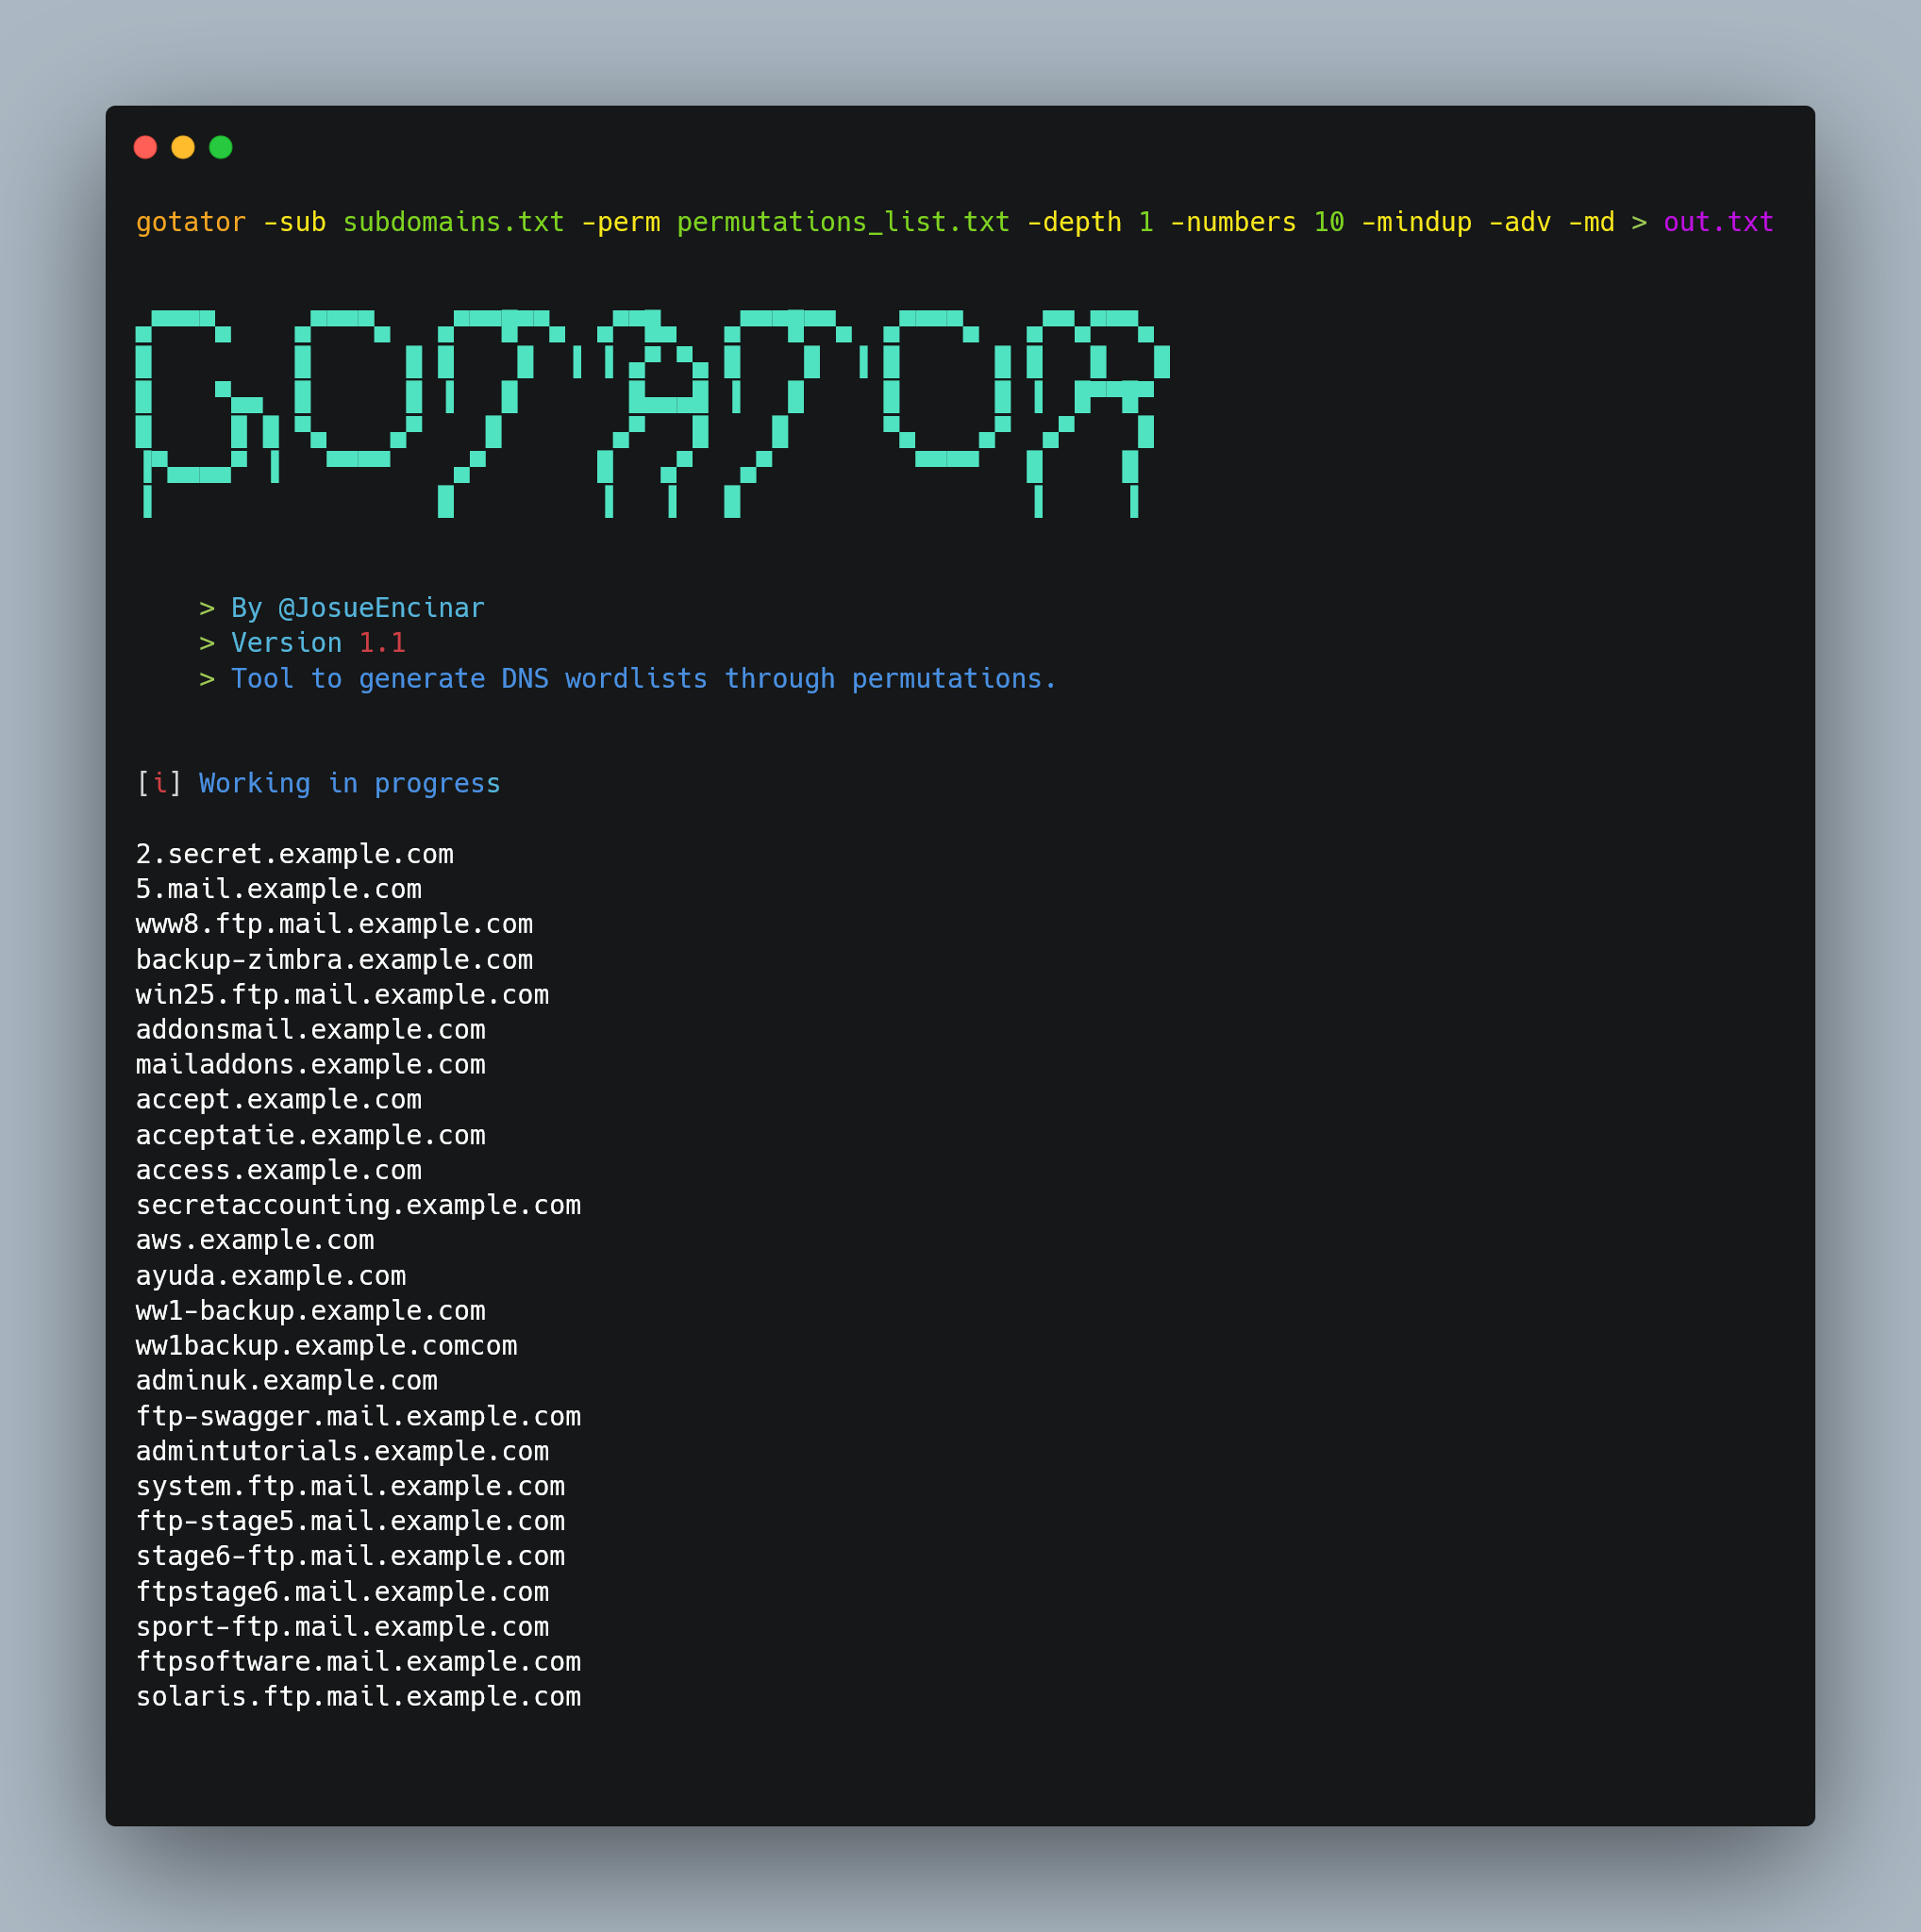 gotator -sub subdomains.txt -perm permutations_list.txt -depth 1 -numbers 10 -mindup -adv -md > out.txt
GOTATOR
> By @JosueEncinar
> Version 1.1
> Tool to generate DNS wordlists through permutations.
[i] Working in progress
2.secret.example.com
5.mail.example.com
www8.ftp.mail.example.com
backup-zimbra.example.com
win25.ftp.mail.example.com
addonsmail.example.com
mailaddons.example.com
accept.example.com
acceptatie.example.com
access.example.com
secretaccounting.example.com
aws.example.com
ayuda.example.com
ww1-backup.example.com
ww1backup.example.comcom
adminuk.example.com
ftp-swagger.mail.example.com
admintutorials.example.com
system.ftp.mail.example.com
ftp-stage5.mail.example.com
stage6-ftp.mail.example.com
ftpstage6.mail.example.com
sport-ftp.mail.example.com
ftpsoftware.mail.example.com
solaris.ftp.mail.example.com